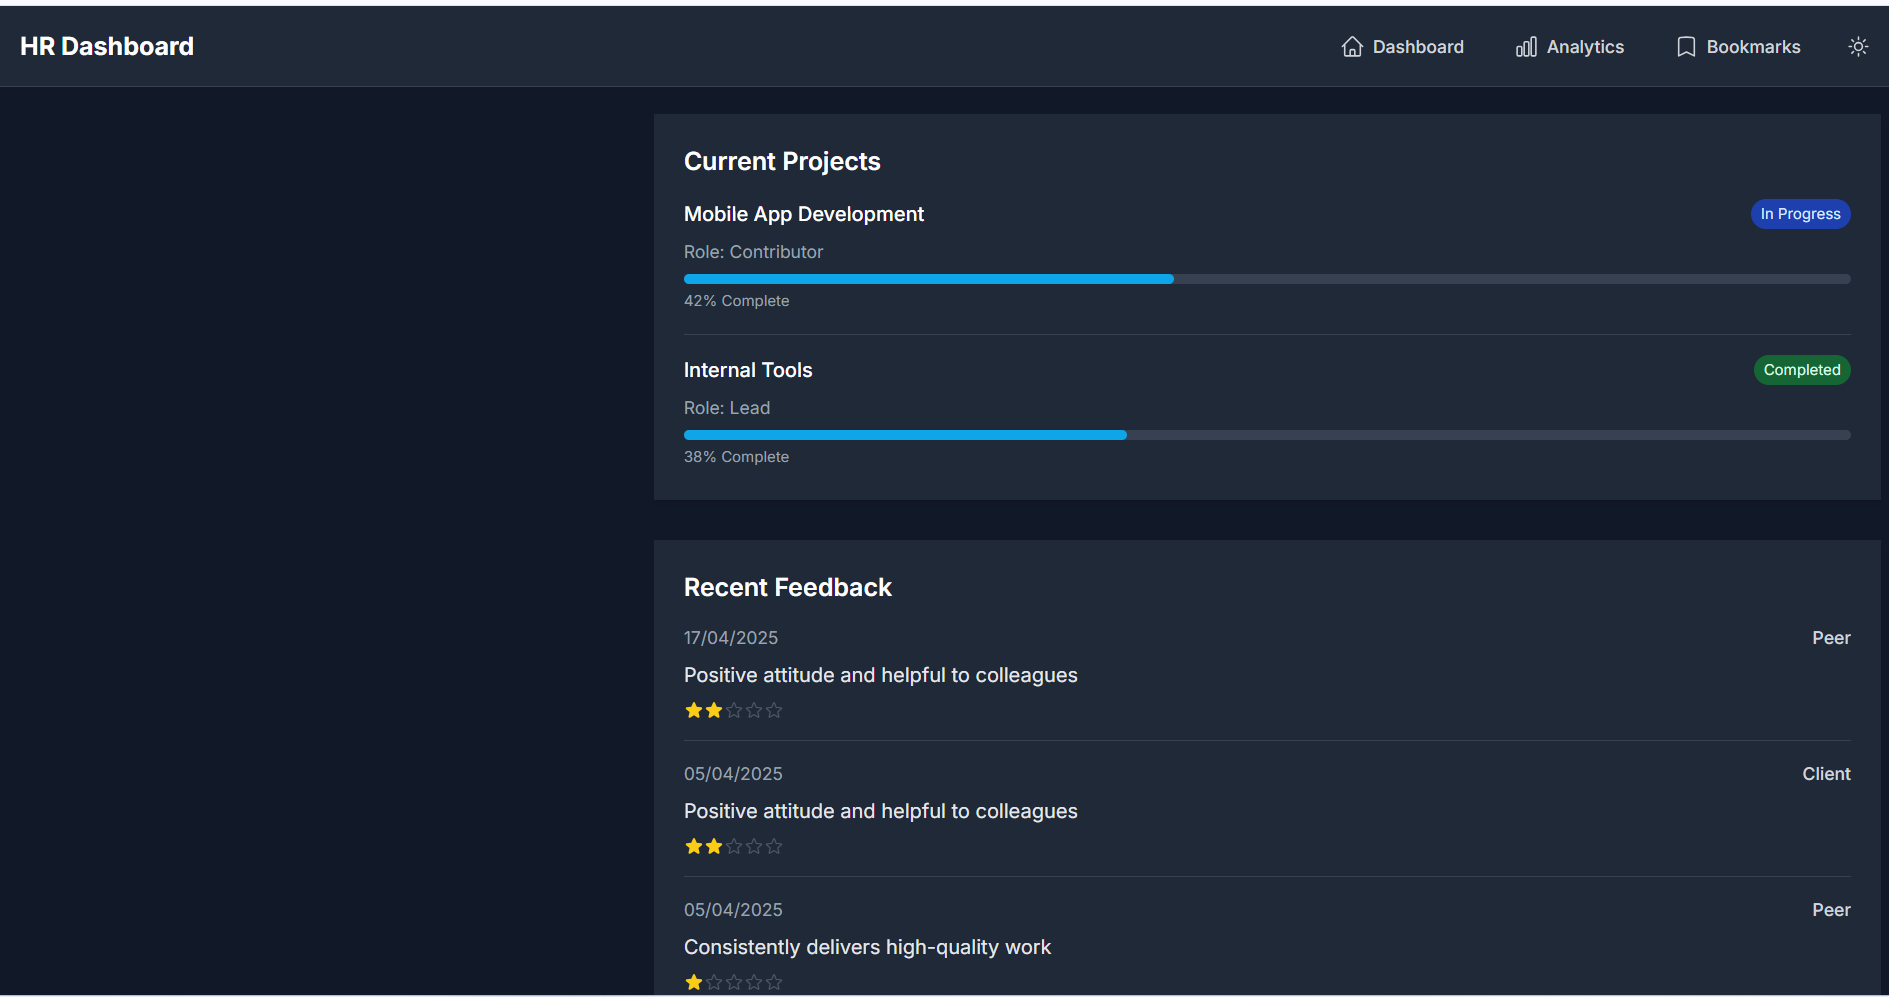 HR Dashboard
Dashboard
Analytics
Bookmarks
Current Projects
Mobile App Development
In Progress
Role: Contributor
42% Complete
Internal Tools
Completed
Role: Lead
38% Complete
Recent Feedback
17/04/2025
Peer
Positive attitude and helpful to colleagues
05/04/2025
Client
Positive attitude and helpful to colleagues
05/04/2025
Peer
Consistently delivers high-quality work